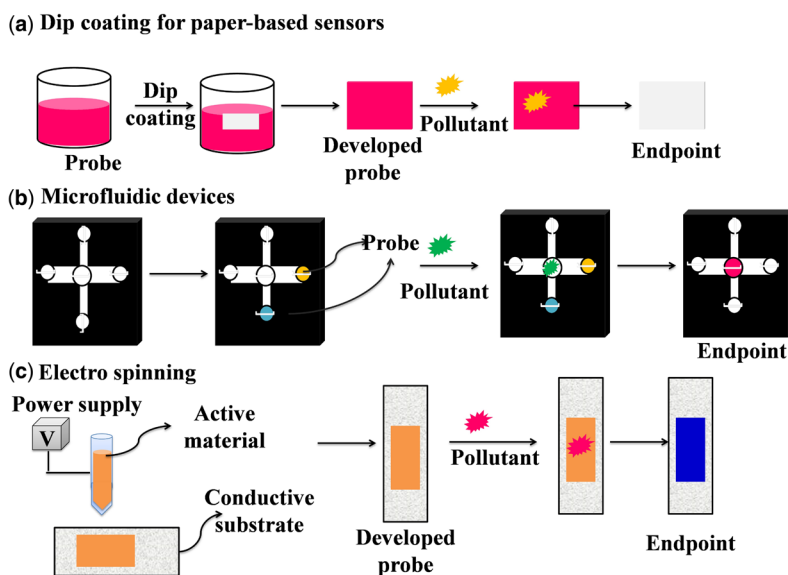 (a) Dip coating for paper-based sensors
Dip
coating
Probe
Developed
probe
Pollutant
Endpoint
(b) Microfluidic devices
Probe
Pollutant
Endpoint
(c) Electro spinning
Power supply
V
Active
material
Conductive
substrate
Developed
probe
Pollutant
Endpoint